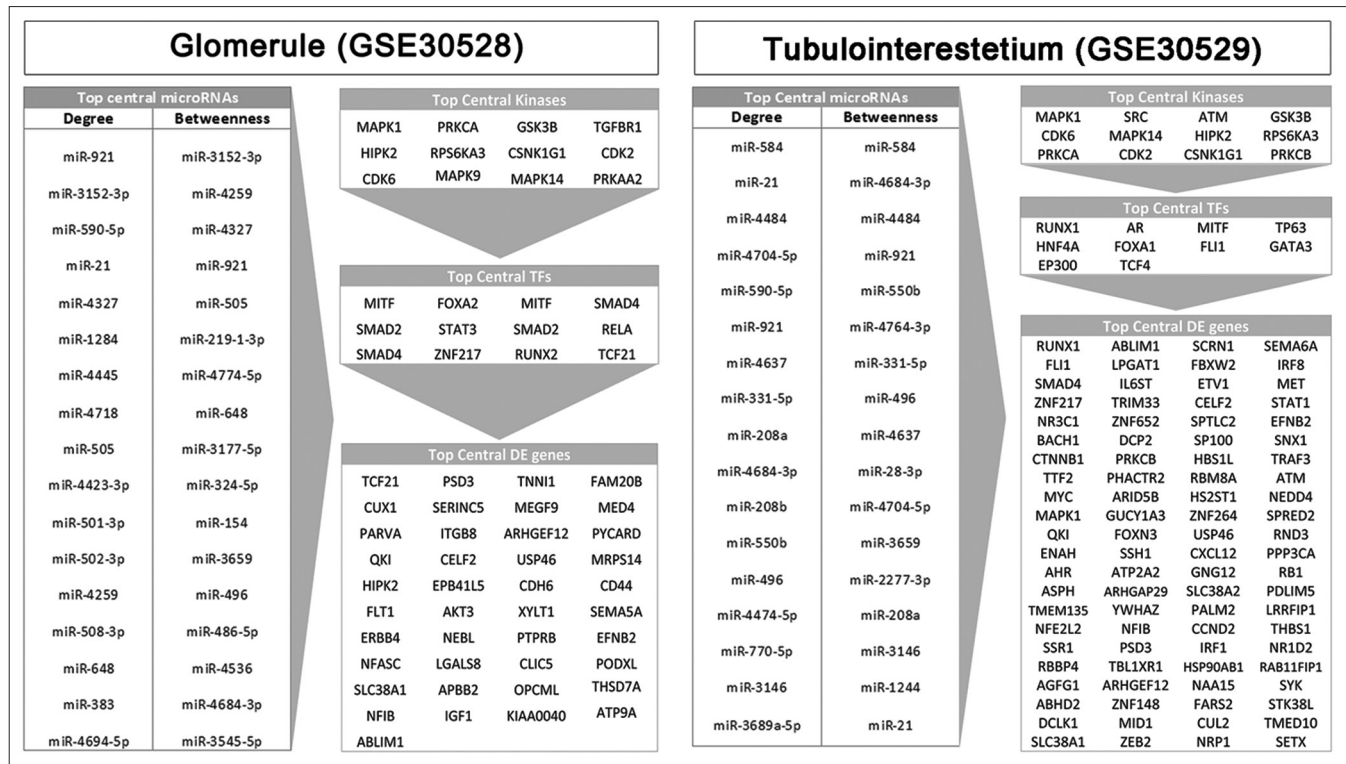 Glomerule (GSE30528)
Top central microRNAs
Degree Betweenness
miR-921 miR-3152-3p
miR-3152-3p miR-4259
miR-590-5p miR-4327
miR-21 miR-921
miR-4327 miR-505
miR-1284 miR-219-1-3p
miR-4445 miR-4774-5p
miR-4718 miR-648
miR-505 miR-3177-5p
miR-4423-3p miR-324-5p
miR-501-3p miR-154
miR-502-3p miR-3659
miR-4259 miR-496
miR-508-3p miR-486-5p
miR-648 miR-4536
miR-383 miR-4684-3p
miR-4694-5p miR-3545-5p
Top Central Kinases
MAPK1 PRKCA GSK3B TGFBR1
HIPK2 RPS6KA3 CSNK1G1 CDK2
CDK6 MAPK9 MAPK14 PRKAA2
Top Central TFs
MITF FOXA2 MITF SMAD4
SMAD2 STAT3 SMAD2 RELA
SMAD4 ZNF217 RUNX2 TCF21
Top Central DE genes
TCF21 PSD3 TNNI1 FAM20B
CUX1 SERINC5 MEGF9 MED4
PARVA ITGB8 ARHGEF12 PYCARD
QKI CELF2 USP46 MRPS14
HIPK2 EPB41L5 CDH6 CD44
FLT1 AKT3 XYLT1 SEMA5A
ERBB4 NEBL PTPRB EFNB2
NFASC LGALS8 CLIC5 PODXL
SLC38A1 APBB2 OPCML THSD7A
NFIB IGF1 KIAA0040 ATP9A
ABLIM1
Tubulointerestetium (GSE30529)
Top central microRNAs
Degree Betweenness
miR-584 miR-584
miR-21 miR-4684-3p
miR-4484 miR-4484
miR-4704-5p miR-921
miR-590-5p miR-550b
miR-921 miR-4764-3p
miR-4637 miR-331-5p
miR-331-5p miR-496
miR-208a miR-4637
miR-4684-3p miR-28-3p
miR-208b miR-4704-5p
miR-550b miR-3659
miR-496 miR-2277-3p
miR-4474-5p miR-208a
miR-770-5p miR-3146
miR-3146 miR-1244
miR-3689a-5p miR-21
Top Central Kinases
MAPK1 SRC ATM GSK3B
CDK6 MAPK14 HIPK2 RPS6KA3
PRKCA CDK2 CSNK1G1 PRKCB
Top Central TFs
RUNX1 AR MITF TP63
HNF4A FOXA1 FLI1 GATA3
EP300 TCF4
Top Central DE genes
RUNX1 ABLIM1 SCRN1 SEMA6A
FLI1 LPGAT1 FBXW2 IRF8
SMAD4 IL6ST ETV1 MET
ZNF217 TRIM33 CELF2 STAT1
NR3C1 ZNF652 SPTLC2 EFNB2
BACH1 DCP2 SP100 SNX1
CTNNB1 PRKCB HBS1L TRAF3
TTF2 PHACTR2 RBM8A ATM
MYC ARID5B HS2ST1 NEDD4
MAPK1 GUCY1A3 ZNF264 SPRED2
QKI FOXN3 USP46 RND3
ENAH SSH1 CXCL12 PPP3CA
AHR ATP2A2 GNG12 RB1
ASPH ARHGAP29 SLC38A2 PDLIM5
TMEM135 YWHAZ PALM2 LRRFIP1
NFE2L2 NFIB CCND2 THBS1
SSR1 PSD3 IRF1 NR1D2
RBBP4 TBL1XR1 HSP90AB1 RAB11FIP1
AGFG1 ARHGEF12 NAA15 SYK
ABHD2 ZNF148 FARS2 STK38L
DCLK1 MID1 CUL2 TMED10
SLC38A1 ZEB2 NRP1 SETX